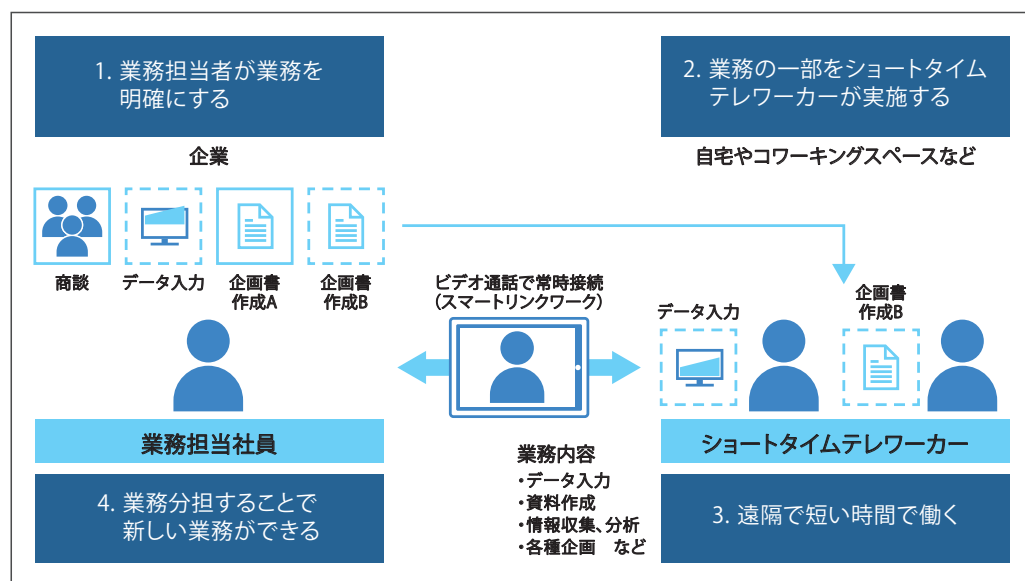 1. 業務担当者が業務を
明確にする
2. 業務の一部をショートタイム
テレワーカーが実施する
企業
自宅やコワーキングスペースなど
商談
データ入力
企画書
作成A
企画書
作成B
ビデオ通話で常時接続
(スマートリンクワーク)
データ入力
企画書
作成B
業務担当社員
ショートタイムテレワーカー
業務内容
・データ入力
・資料作成
・情報収集、分析
・各種企画　など
4. 業務分担することで
新しい業務ができる
3. 遠隔で短い時間で働く